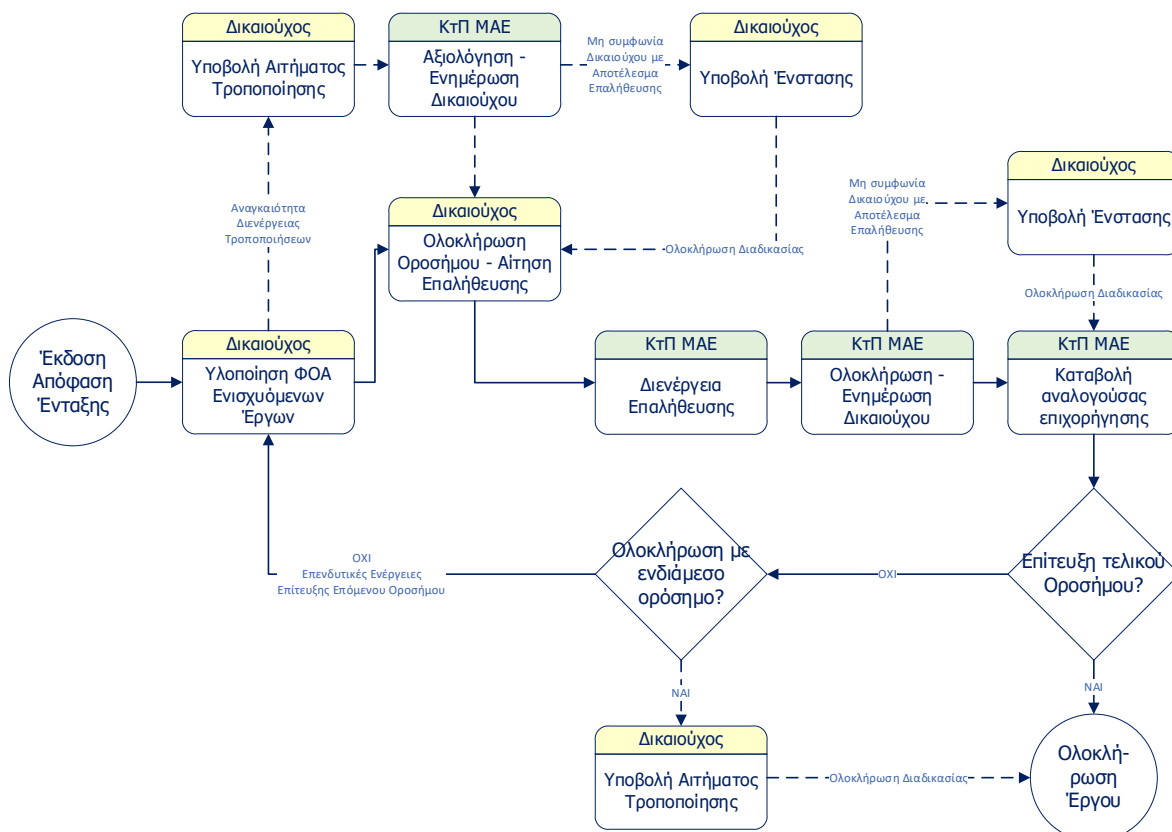 Δικαιούχος
Υποβολή Αιτήματος
Τροποποίησης
ΚτΠ ΜΑΕ
Αξιολόγηση -
Ενημέρωση
Δικαιούχου
Μη συμφωνία
Δικαιούχου με
Αποτέλεσμα
Επαλήθευσης
Δικαιούχος
Υποβολή Ένστασης
Αναγκαιότητα
Διενέργειας
Τροποποιήσεων
Δικαιούχος
Ολοκλήρωση
Οροσήμου - Αίτηση
Επαλήθευσης
Ολοκλήρωση Διαδικασίας
Μη συμφωνία
Δικαιούχου με
Αποτέλεσμα
Επαλήθευσης
Δικαιούχος
Υποβολή Ένστασης
Ολοκλήρωση Διαδικασίας
Έκδοση
Απόφαση
Ένταξης
Δικαιούχος
Υλοποίηση ΦΟΑ
Ενισχυόμενων
Έργων
ΚτΠ ΜΑΕ
Διενέργεια
Επαλήθευσης
ΚτΠ ΜΑΕ
Ολοκλήρωση -
Ενημέρωση
Δικαιούχου
ΚτΠ ΜΑΕ
Καταβολή
αναλογούσας
επιχορήγησης
ΟΧΙ
Επενδυτικές Ενέργειες
Επίτευξης Επόμενου Οροσήμου
Ολοκλήρωση με
ενδιάμεσο
ορόσημο?
ΟΧΙ
Επίτευξη τελικού
Οροσήμου?
ΝΑΙ
ΝΑΙ
Δικαιούχος
Υποβολή Αιτήματος
Τροποποίησης
Ολοκλήρωση Διαδικασίας
Ολοκλή-
ρωση
Έργου